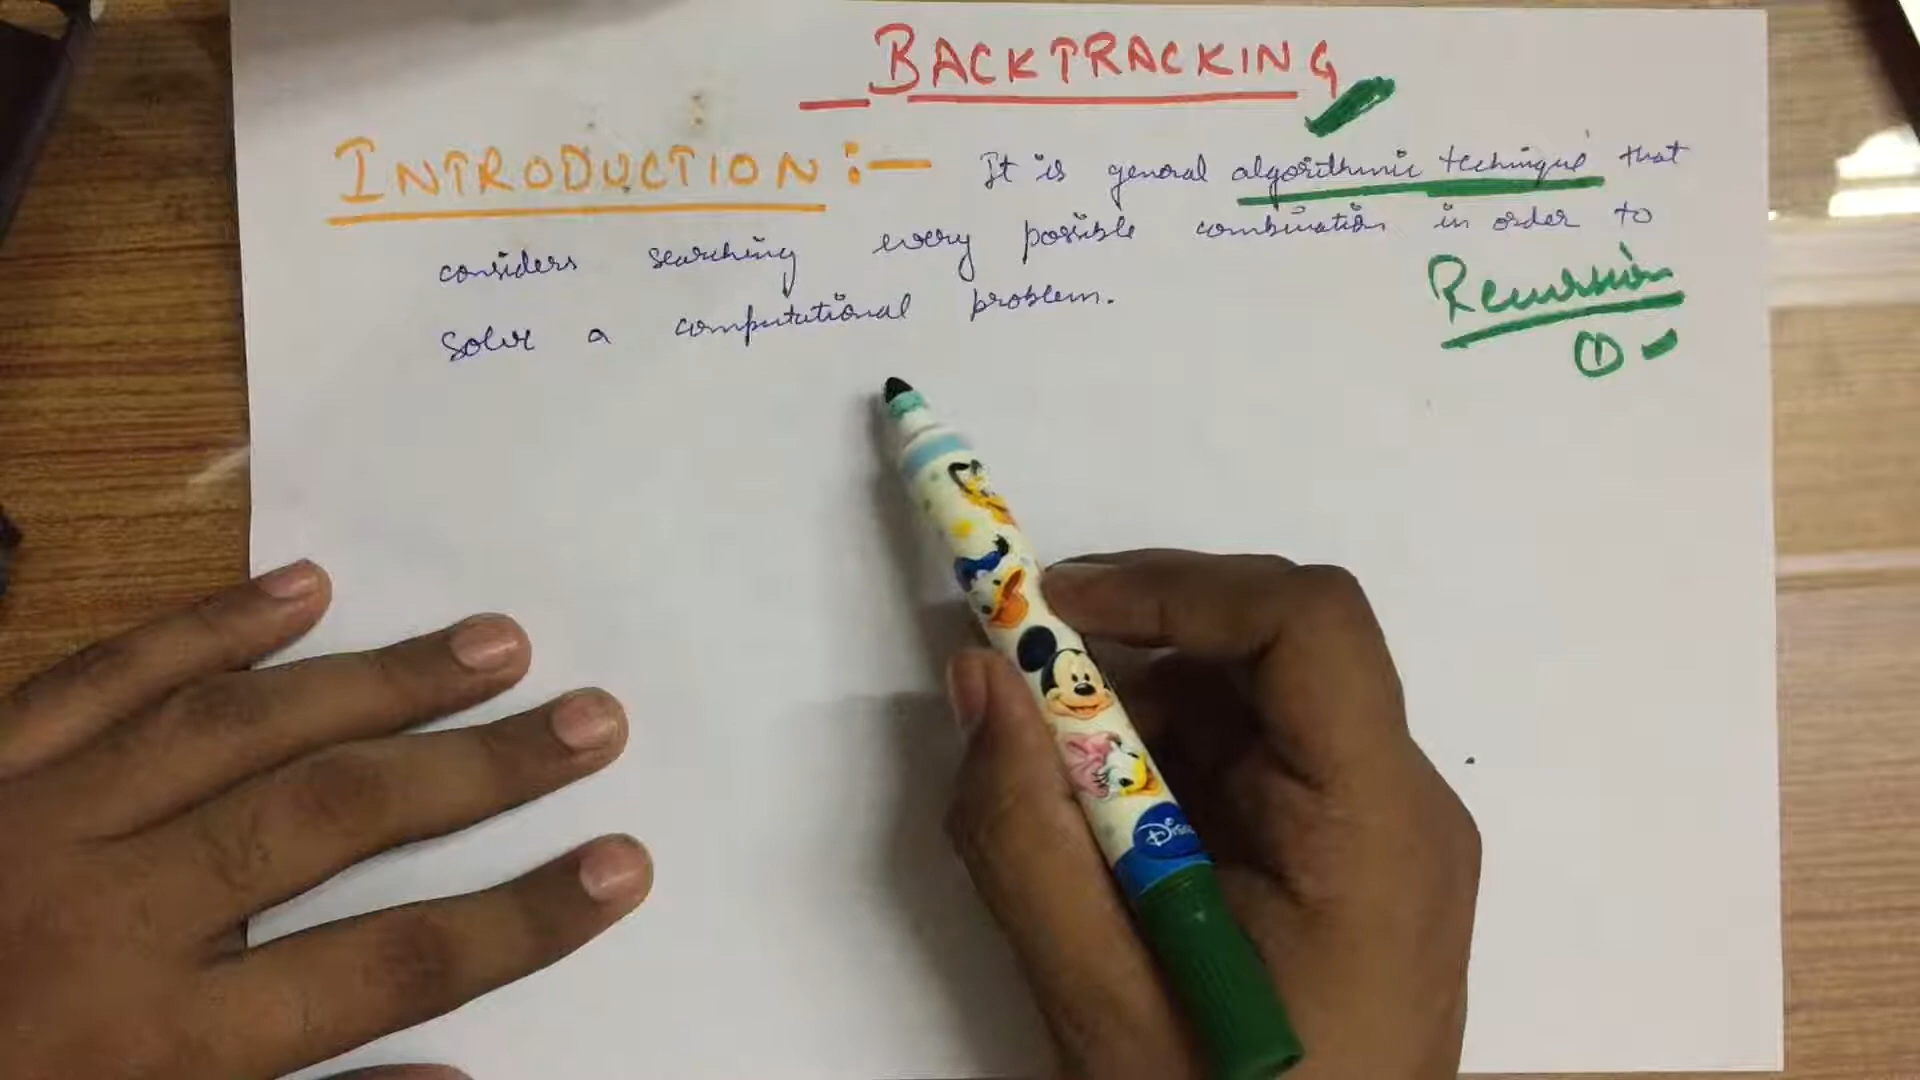 BACKTRACKING
INTRODUCTION :— It is general algorithmic technique that
considers searching every possible combination in order to
solve a computational problem.
Recursion
①